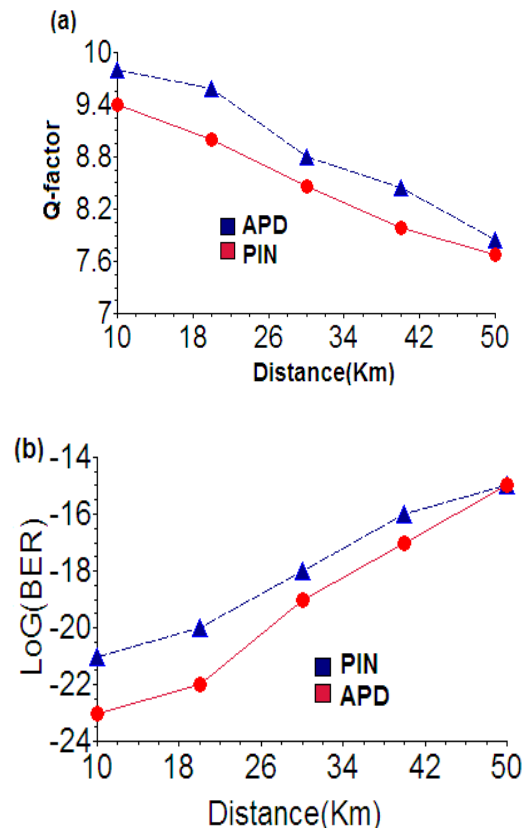 (a)
10
9.4
8.8
8.2
7.6
7
Q-factor
APD
PIN
10 18 26 34 42 50
Distance(Km)
(b)
-14
-16
-18
-20
-22
-24
LoG(BER)
PIN
APD
10 18 26 34 42 50
Distance(Km)